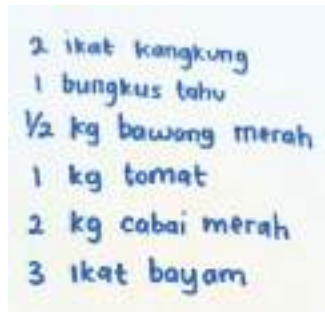 2 ikat kangkung
1 bungkus tahu
1/2 kg bawang merah
1 kg tomat
2 kg cabai merah
3 ikat bayam